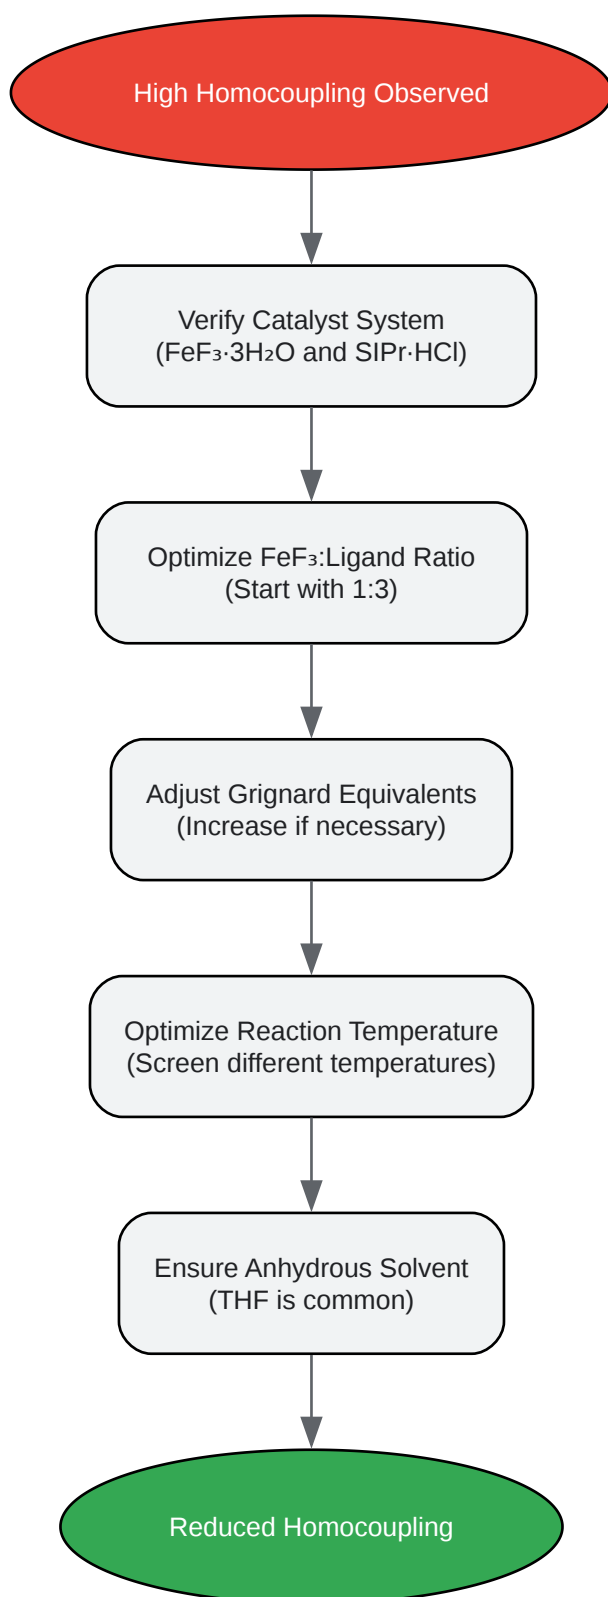 High Homocoupling Observed
Verify Catalyst System
(FeF₃·3H₂O and SIPr·HCl)
Optimize FeF₃:Ligand Ratio
(Start with 1:3)
Adjust Grignard Equivalents
(Increase if necessary)
Optimize Reaction Temperature
(Screen different temperatures)
Ensure Anhydrous Solvent
(THF is common)
Reduced Homocoupling